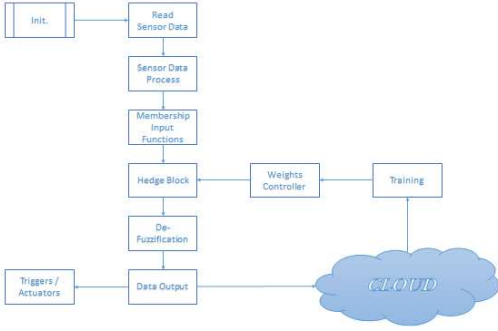 Init.
Read
Sensor Data
Sensor Data
Process
Membership
Input
Functions
Hedge Block
Weights
Controller
Training
De-
Fuzzification
Triggers /
Actuators
Data Output
CLOUD